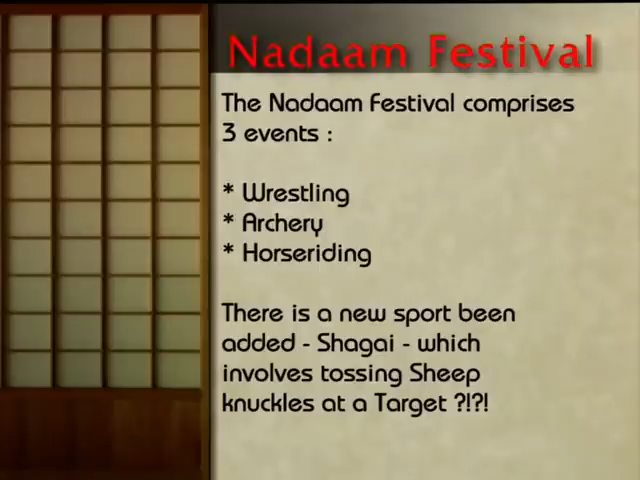 Nadaam Festival
The Nadaam Festival comprises
3 events :
* Wrestling
* Archery
* Horseriding
There is a new sport been
added - Shagai - which
involves tossing Sheep
knuckles at a Target ?!?!